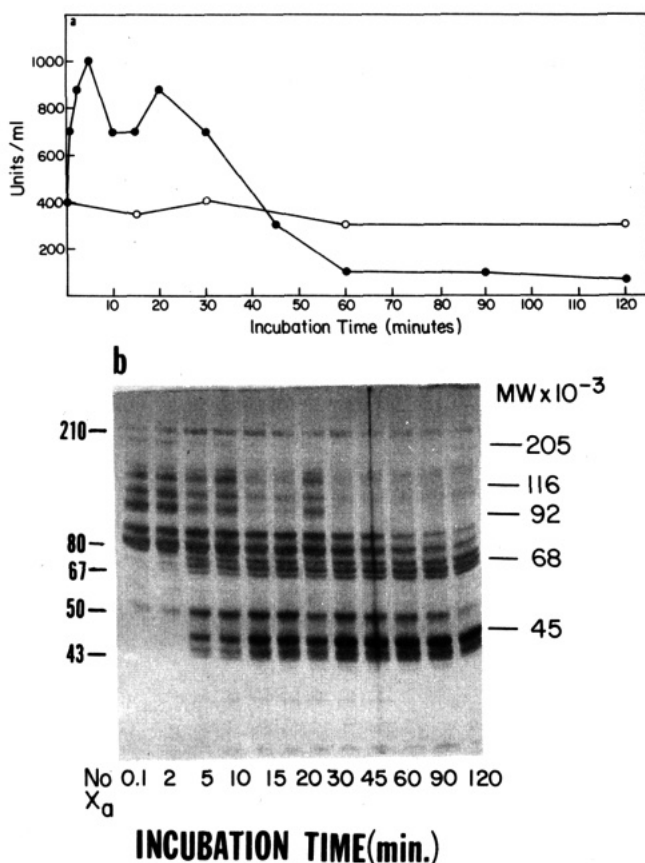 a
1000
800
600
400
200
Units/ml
10 20 30 40 50 60 70 80 90 100 110 120
Incubation Time (minutes)
b
MW x 10-3
210
205
116
92
80
68
67
50
45
43
No Xa 0.1 2 5 10 15 20 30 45 60 90 120
INCUBATION TIME(min.)